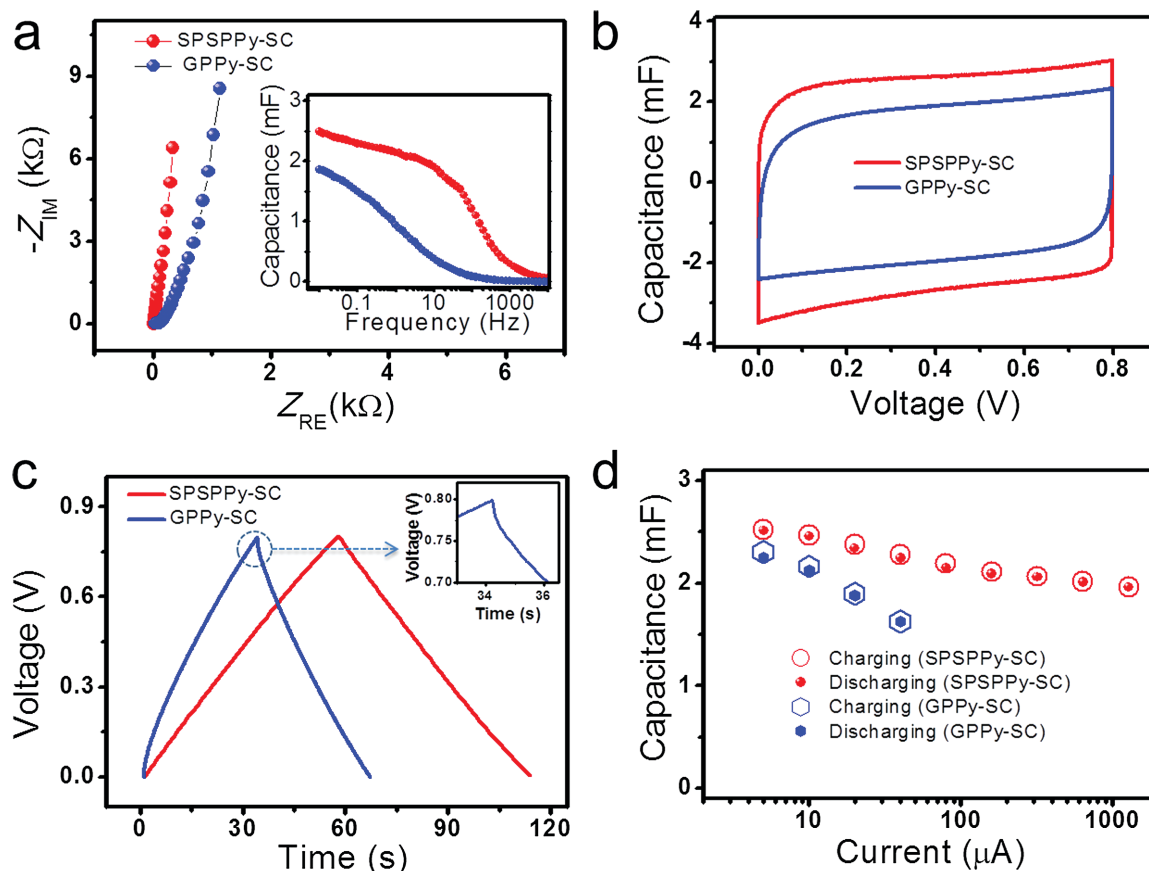 a
SPSPPy-SC
GPPy-SC
-Z_IM (kΩ)
9
6
3
0
0
2
4
6
Z_RE(kΩ)
Capacitance (mF)
3
2
1
0
0.1
10
1000
Frequency (Hz)
b
Capacitance (mF)
4
2
0
-2
-4
SPSPPy-SC
GPPy-SC
0.0
0.2
0.4
0.6
0.8
Voltage (V)
c
SPSPPy-SC
GPPy-SC
Voltage (V)
0.9
0.6
0.3
0.0
0
30
60
90
120
Time (s)
Voltage (V)
0.80
0.75
0.70
34
36
Time (s)
d
Capacitance (mF)
3
2
1
0
Charging (SPSPPy-SC)
Discharging (SPSPPy-SC)
Charging (GPPy-SC)
Discharging (GPPy-SC)
10
100
1000
Current (μA)